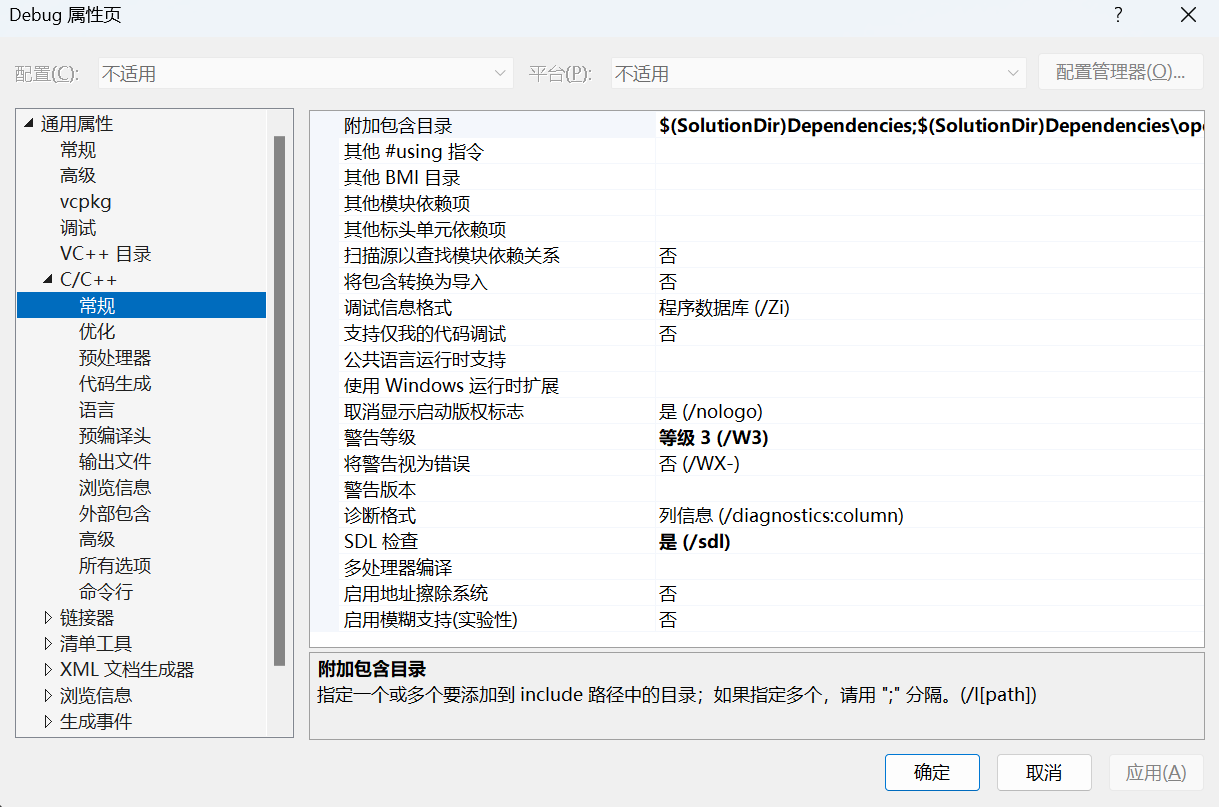 Debug 属性页
?
配置(C):
不适用
平台(P):
不适用
配置管理器(O)...
通用属性
常规
高级
vcpkg
调试
VC++ 目录
C/C++
常规
优化
预处理器
代码生成
语言
预编译头
输出文件
浏览信息
外部包含
高级
所有选项
命令行
链接器
清单工具
XML 文档生成器
浏览信息
生成事件
附加包含目录 $(SolutionDir)Dependencies;$(SolutionDir)Dependencies\ope
其他 #using 指令
其他 BMI 目录
其他模块依赖项
其他标头单元依赖项
扫描源以查找模块依赖关系 否
将包含转换为导入 否
调试信息格式 程序数据库 (/Zi)
支持仅我的代码调试 否
公共语言运行时支持
使用 Windows 运行时扩展
取消显示启动版权标志 是 (/nologo)
警告等级 等级 3 (/W3)
将警告视为错误 否 (/WX-)
警告版本
诊断格式 列信息 (/diagnostics:column)
SDL 检查 是 (/sdl)
多处理器编译
启用地址擦除系统 否
启用模糊支持(实验性) 否
附加包含目录
指定一个或多个要添加到 include 路径中的目录；如果指定多个，请用 ";" 分隔。(/I[path])
确定
取消
应用(A)